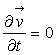 ∂v⃗/∂t = 0